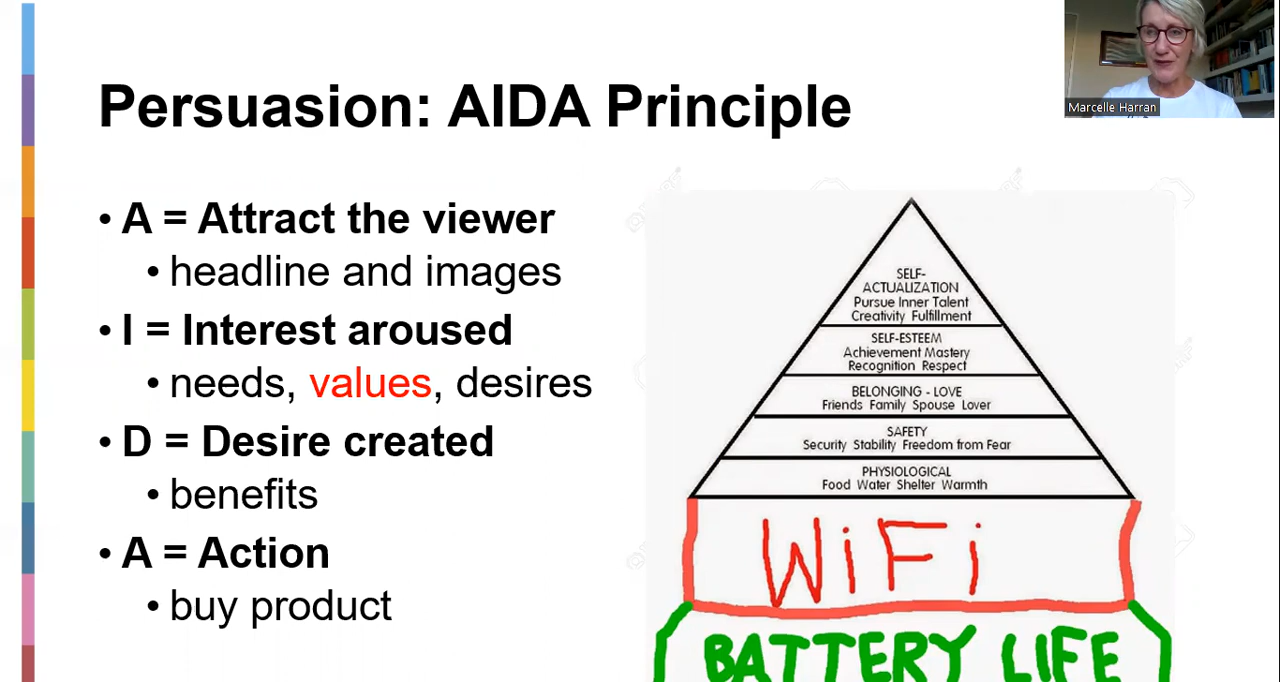 Persuasion: AIDA Principle
Marcelle Harran
• A = Attract the viewer
• headline and images
• I = Interest aroused
• needs, values, desires
• D = Desire created
• benefits
• A = Action
• buy product
SELF-
ACTUALIZATION
Pursue Inner Talent
Creativity Fulfillment
SELF-ESTEEM
Achievement Mastery
Recognition Respect
BELONGING - LOVE
Friends Family Spouse Lover
SAFETY
Security Stability Freedom from Fear
PHYSIOLOGICAL
Food Water Shelter Warmth
WiFi
BATTERY LIFE